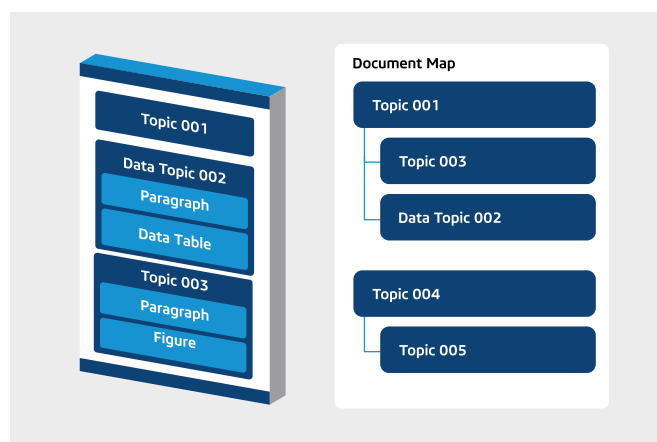 Topic 001
Data Topic 002
Paragraph
Data Table
Topic 003
Paragraph
Figure
Document Map
Topic 001
Topic 003
Data Topic 002
Topic 004
Topic 005